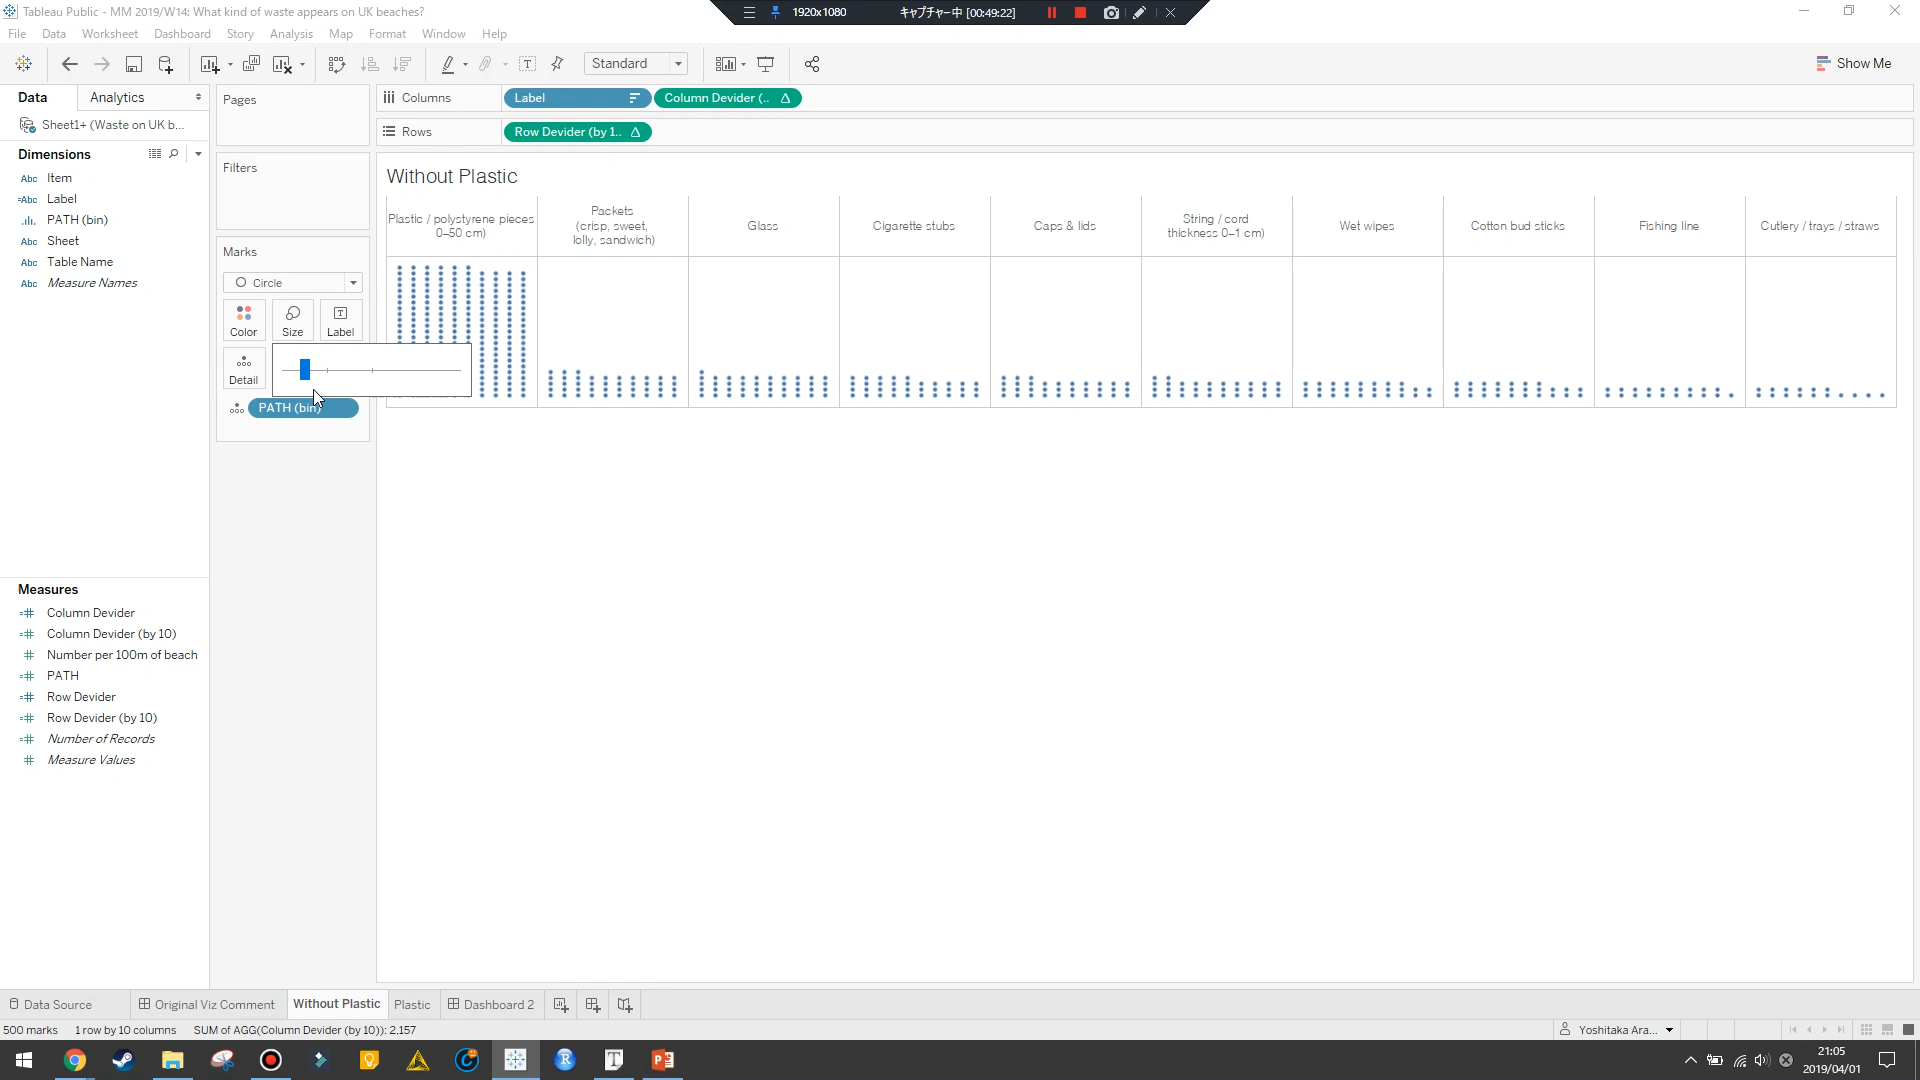 Tableau Public - MM 2019/W14: What kind of waste appears on UK beaches?
1920x1080
キャプチャー中 [00:49:22]
File Data Worksheet Dashboard Story Analysis Map Format Window Help
Standard
Show Me
Data Analytics
Sheet1+ (Waste on UK b...
Dimensions
Abc Item
=Abc Label
PATH (bin)
Abc Sheet
Abc Table Name
Abc Measure Names
Measures
Column Devider
Column Devider (by 10)
Number per 100m of beach
PATH
Row Devider
Row Devider (by 10)
Number of Records
Measure Values
Pages
Filters
Marks
Circle
Color Size Label
Detail
PATH (bin)
Columns Label Column Devider (..
Rows Row Devider (by 1..
Without Plastic
Plastic / polystyrene pieces
0–50 cm)
Packets
(crisp, sweet,
lolly, sandwich)
Glass
Cigarette stubs
Caps & lids
String / cord
thickness 0–1 cm)
Wet wipes
Cotton bud sticks
Fishing line
Cutlery / trays / straws
Data Source Original Viz Comment Without Plastic Plastic Dashboard 2
500 marks 1 row by 10 columns SUM of AGG(Column Devider (by 10)): 2,157
Yoshitaka Ara...
21:05
2019/04/01